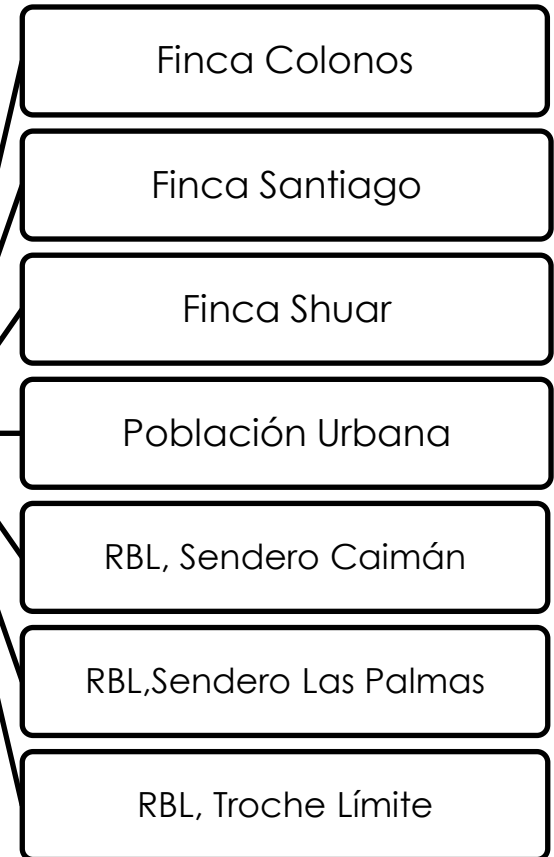 Finca Colonos
Finca Santiago
Finca Shuar
Población Urbana
RBL, Sendero Caimán
RBL,Sendero Las Palmas
RBL, Troche Límite